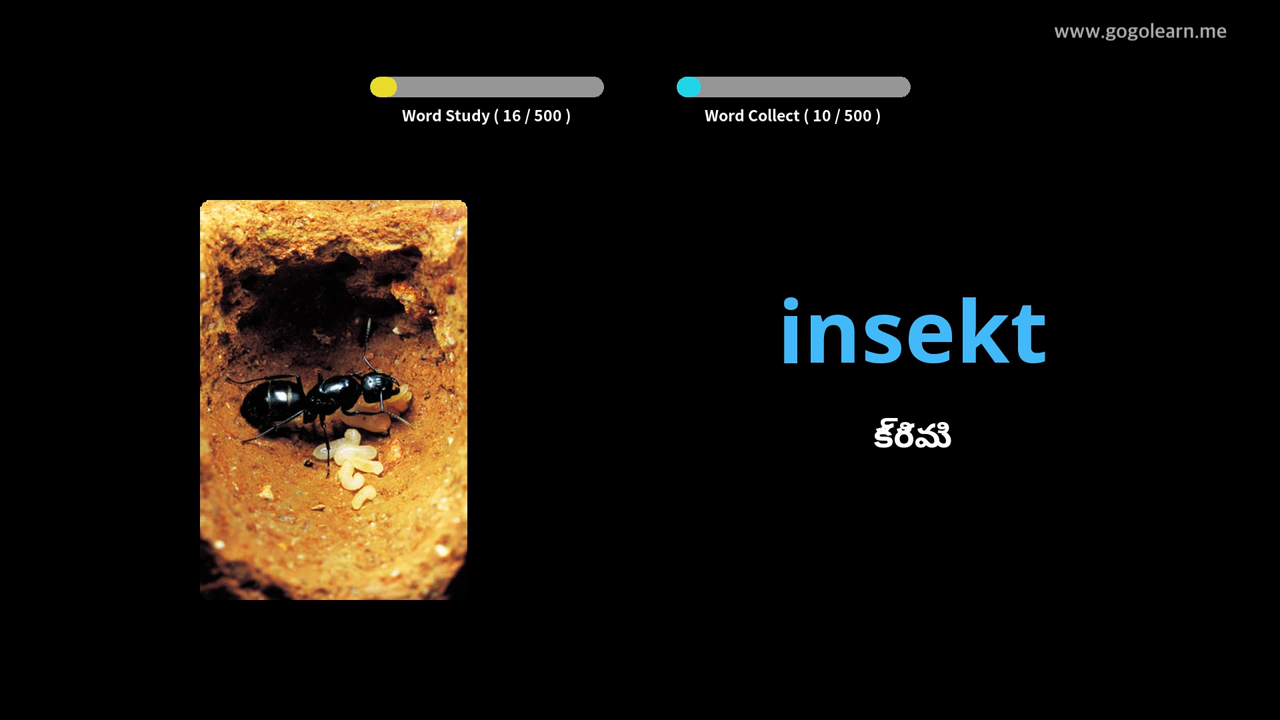 www.gogolearn.me
Word Study ( 16 / 500 )
Word Collect ( 10 / 500 )
insekt
క్రిమి